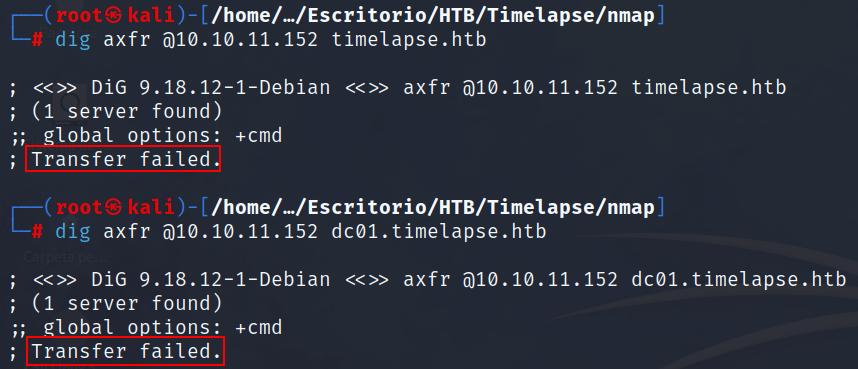 ┌──(root㉿kali)-[/home/…/Escritorio/HTB/Timelapse/nmap]
└─# dig axfr @10.10.11.152 timelapse.htb
; <<>> DiG 9.18.12-1-Debian <<>> axfr @10.10.11.152 timelapse.htb
; (1 server found)
;; global options: +cmd
; Transfer failed.
┌──(root㉿kali)-[/home/…/Escritorio/HTB/Timelapse/nmap]
└─# dig axfr @10.10.11.152 dc01.timelapse.htb
Carpeta pe...
; <<>> DiG 9.18.12-1-Debian <<>> axfr @10.10.11.152 dc01.timelapse.htb
; (1 server found)
;; global options: +cmd
; Transfer failed.